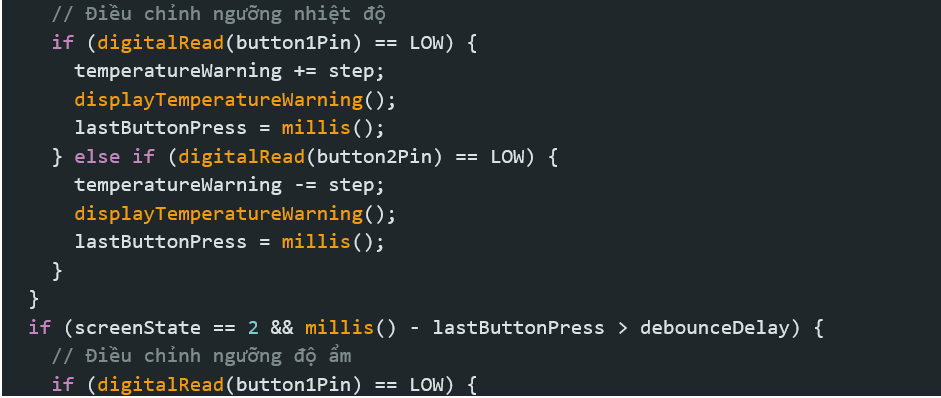 // Điều chỉnh ngưỡng nhiệt độ
if (digitalRead(button1Pin) == LOW) {
temperatureWarning += step;
displayTemperatureWarning();
lastButtonPress = millis();
} else if (digitalRead(button2Pin) == LOW) {
temperatureWarning -= step;
displayTemperatureWarning();
lastButtonPress = millis();
}
}
if (screenState == 2 && millis() - lastButtonPress > debounceDelay) {
// Điều chỉnh ngưỡng độ ẩm
if (digitalRead(button1Pin) == LOW) {